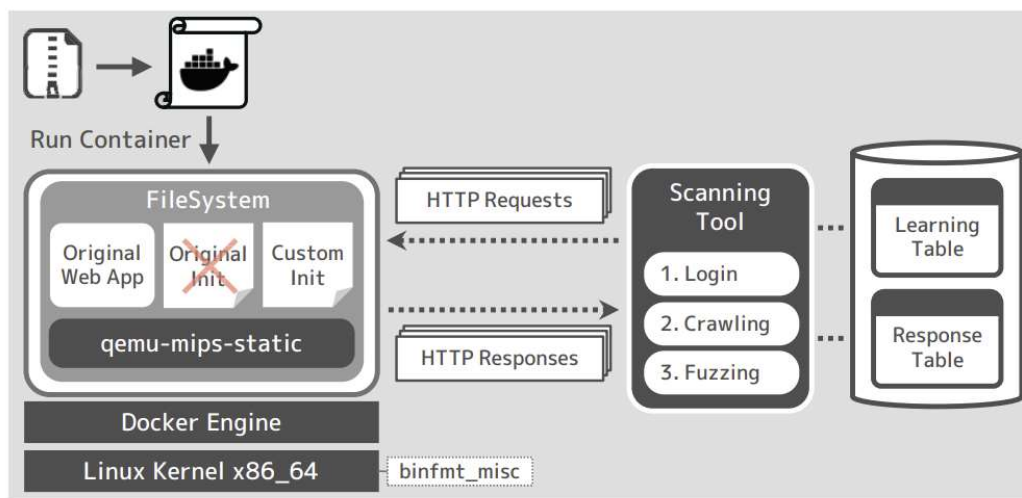 Run Container
FileSystem
Original
Web App
Original
Init
Custom
Init
qemu-mips-static
Docker Engine
Linux Kernel x86_64
binfmt_misc
HTTP Requests
HTTP Responses
Scanning
Tool
1. Login
2. Crawling
3. Fuzzing
Learning
Table
Response
Table